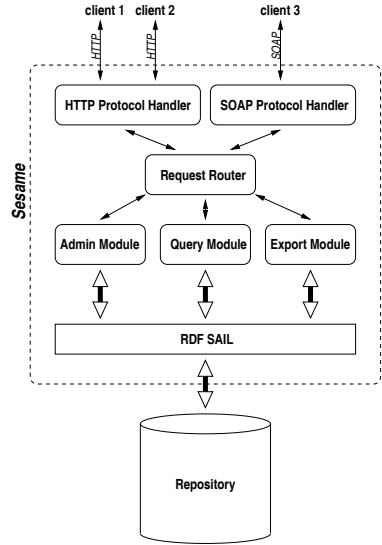 client 1 client 2 client 3
HTTP HTTP SOAP
HTTP Protocol Handler SOAP Protocol Handler
Request Router
Sesame
Admin Module Query Module Export Module
RDF SAIL
Repository